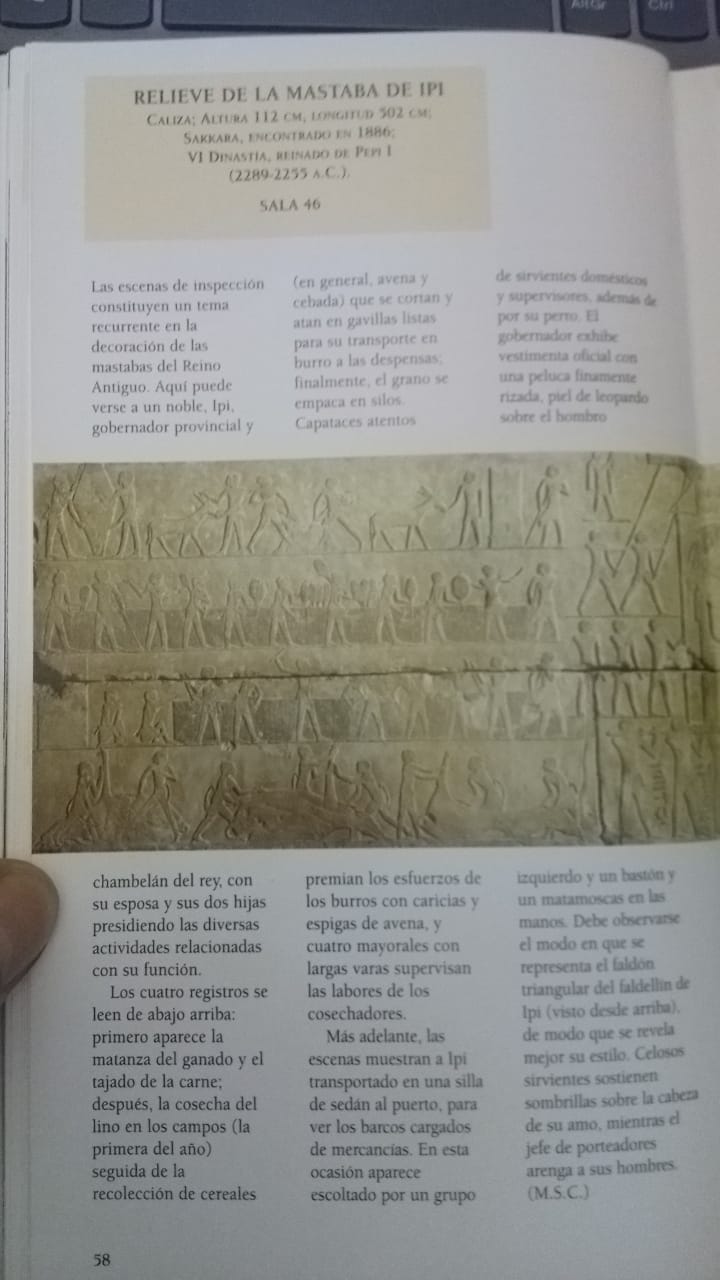 AltGr
Ctrl
RELIEVE DE LA MASTABA DE IPI
CALIZA; ALTURA 112 CM, LONGITUD 502 CM;
SAKKARA, ENCONTRADO EN 1886;
VI DINASTÍA, REINADO DE PEPI I
(2289-2255 A.C.).
SALA 46
Las escenas de inspección
constituyen un tema
recurrente en la
decoración de las
mastabas del Reino
Antiguo. Aquí puede
verse a un noble, Ipi,
gobernador provincial y
chambelán del rey, con
su esposa y sus dos hijas
presidiendo las diversas
actividades relacionadas
con su función.
Los cuatro registros se
leen de abajo arriba:
primero aparece la
matanza del ganado y el
tajado de la carne;
después, la cosecha del
lino en los campos (la
primera del año)
seguida de la
recolección de cereales
(en general, avena y
cebada) que se cortan y
atan en gavillas listas
para su transporte en
burro a las despensas;
finalmente, el grano se
empaca en silos.
Capataces atentos
premian los esfuerzos de
los burros con caricias y
espigas de avena, y
cuatro mayorales con
largas varas supervisan
las labores de los
cosechadores.
Más adelante, las
escenas muestran a Ipi
transportado en una silla
de sedán al puerto, para
ver los barcos cargados
de mercancías. En esta
ocasión aparece
escoltado por un grupo
de sirvientes domésticos
y supervisores, además de
por su perro. El
gobernador exhibe
vestimenta oficial con
una peluca finamente
rizada, piel de leopardo
sobre el hombro
izquierdo y un bastón y
un matamoscas en las
manos. Debe observarse
el modo en que se
representa el faldón
triangular del faldellín de
Ipi (visto desde arriba),
de modo que se revela
mejor su estilo. Celosos
sirvientes sostienen
sombrillas sobre la cabeza
de su amo, mientras el
jefe de porteadores
arenga a sus hombres.
(M.S.C.)
58